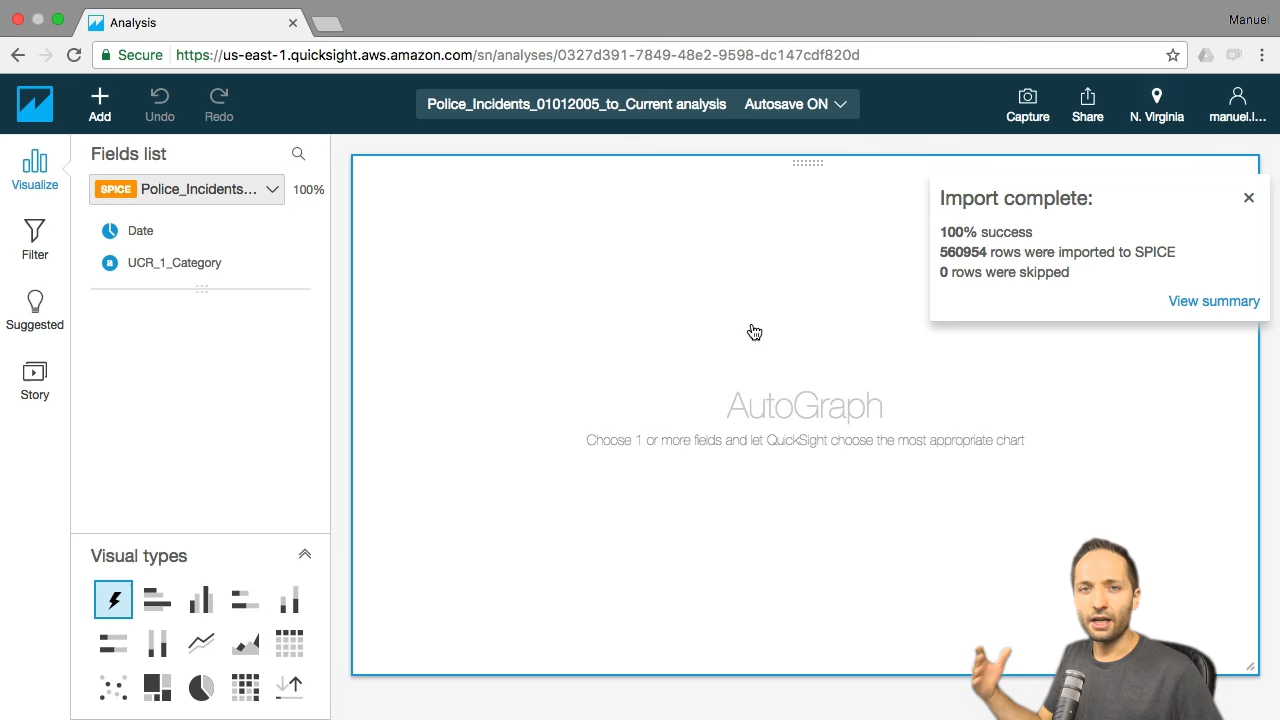 Analysis
Manuel
Secure
https://us-east-1.quicksight.aws.amazon.com/sn/analyses/0327d391-7849-48e2-9598-dc147cdf820d
Add
Undo
Redo
Police_Incidents_01012005_to_Current analysis
Autosave ON
Capture
Share
N. Virginia
manuel.l...
Visualize
Filter
Suggested
Story
Fields list
SPICE
Police_Incidents...
100%
Date
a
UCR_1_Category
Import complete:
100% success
560954 rows were imported to SPICE
0 rows were skipped
View summary
AutoGraph
Choose 1 or more fields and let QuickSight choose the most appropriate chart
Visual types